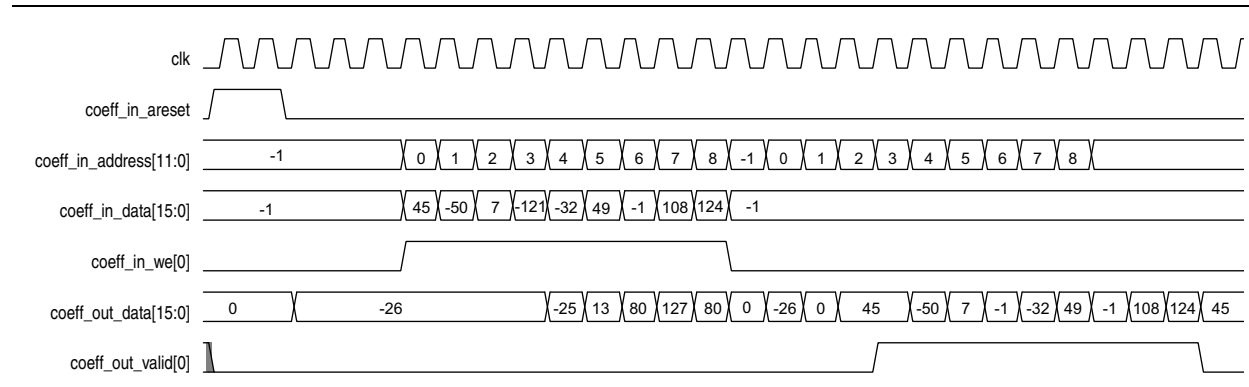 clk
coeff_in_areset
coeff_in_address[11:0] -1 0 1 2 3 4 5 6 7 8 -1 0 1 2 3 4 5 6 7 8
coeff_in_data[15:0] -1 45 -50 7 -121 -32 49 -1 108 124 -1
coeff_in_we[0]
coeff_out_data[15:0] 0 -26 -25 13 80 127 80 0 -26 0 45 -50 7 -1 -32 49 -1 108 124 45
coeff_out_valid[0]